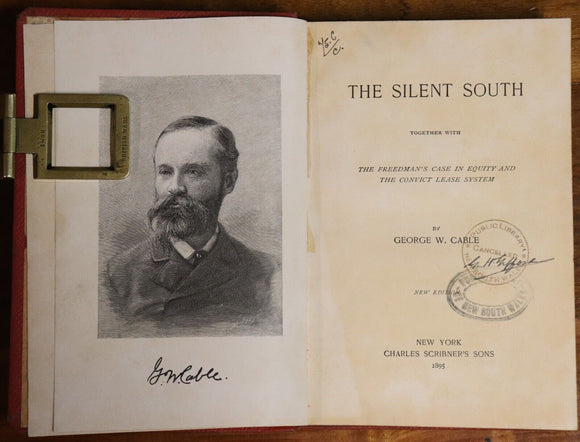 G.W. Cable.
THE SILENT SOUTH
TOGETHER WITH
THE FREEDMAN'S CASE IN EQUITY AND
THE CONVICT LEASE SYSTEM
BY
GEORGE W. CABLE
PUBLIC LIBRARY
CANCELLED
NEW EDITION
NEW SOUTH WALES
NEW YORK
CHARLES SCRIBNER'S SONS
1895